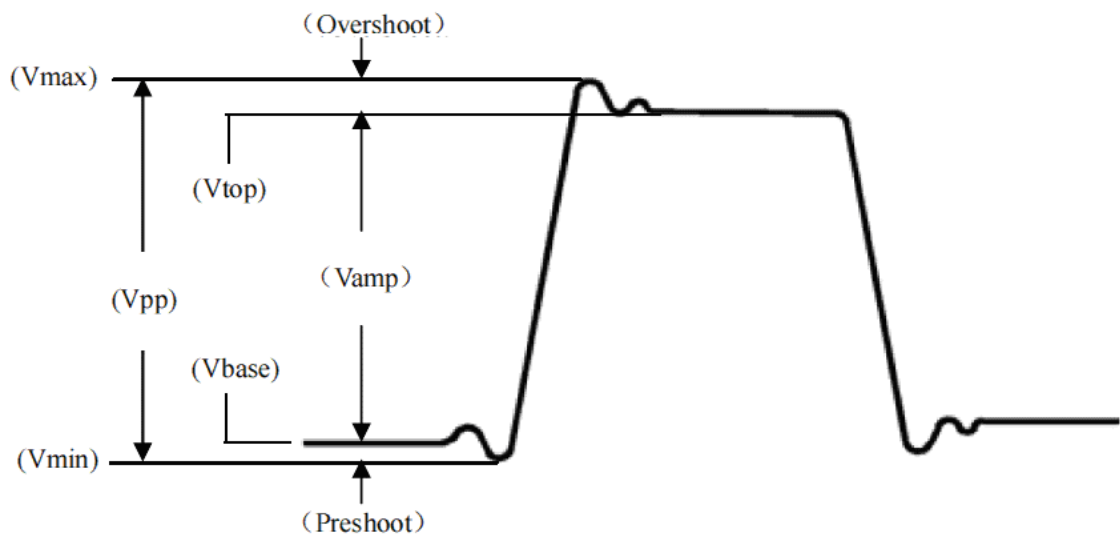 （Overshoot）
(Vmax)
(Vtop)
（Vamp）
(Vpp)
(Vbase)
(Vmin)
（Preshoot）